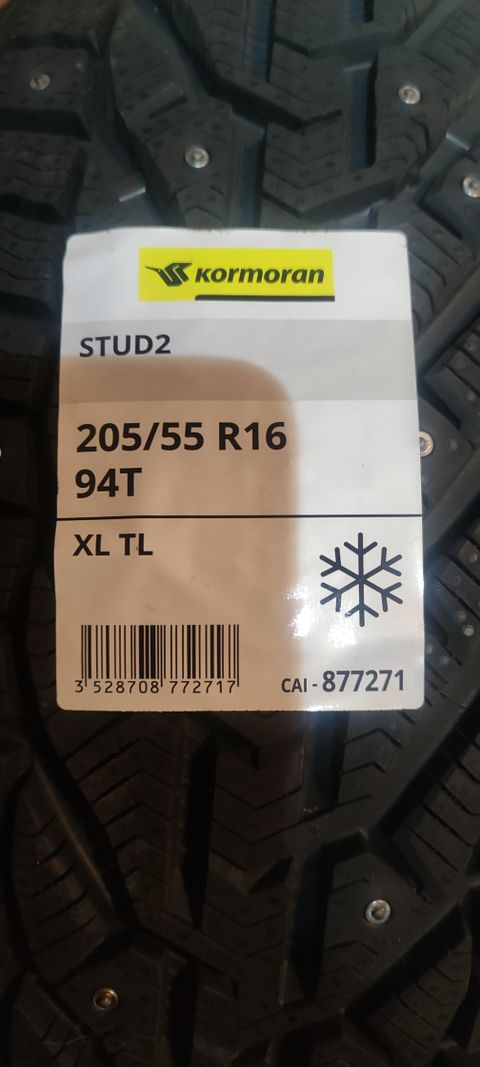 KORMORAN
STUD2
205/55 R16
94T
XL TL
3 528708 772717
CAI - 877271